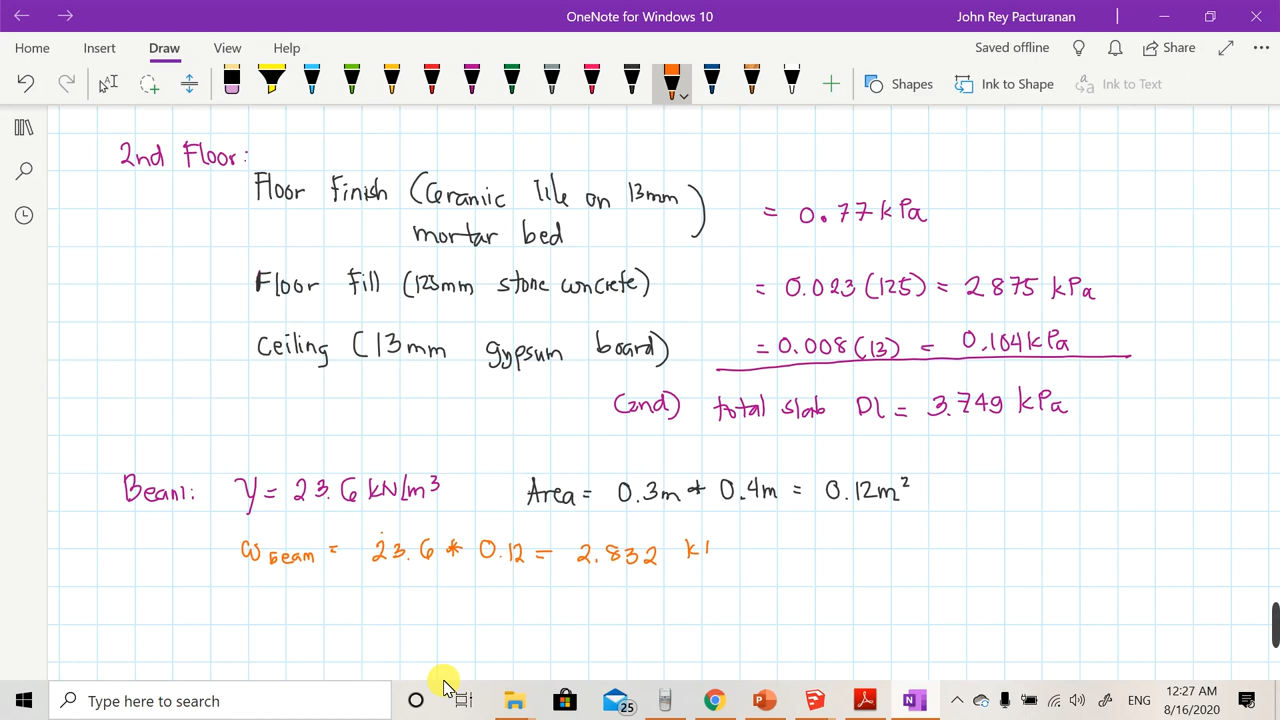 OneNote for Windows 10
John Rey Pacturanan
Home Insert Draw View Help
Saved offline
Share
Shapes
Ink to Shape
Ink to Text
2nd Floor:
Floor Finish (Ceramic Tile on 13mm mortar bed) = 0.77 kPa
Floor fill (125mm stone concrete) = 0.023 (125) = 2.875 kPa
Ceiling (13mm gypsum board) = 0.008 (13) = 0.104 kPa
(2nd) total slab DL = 3.749 kPa
Beam: γ = 23.6 kN/m³ Area = 0.3m * 0.4m = 0.12m²
ω beam = 23.6 * 0.12 = 2.832 k
Type here to search
25
ENG
12:27 AM
8/16/2020